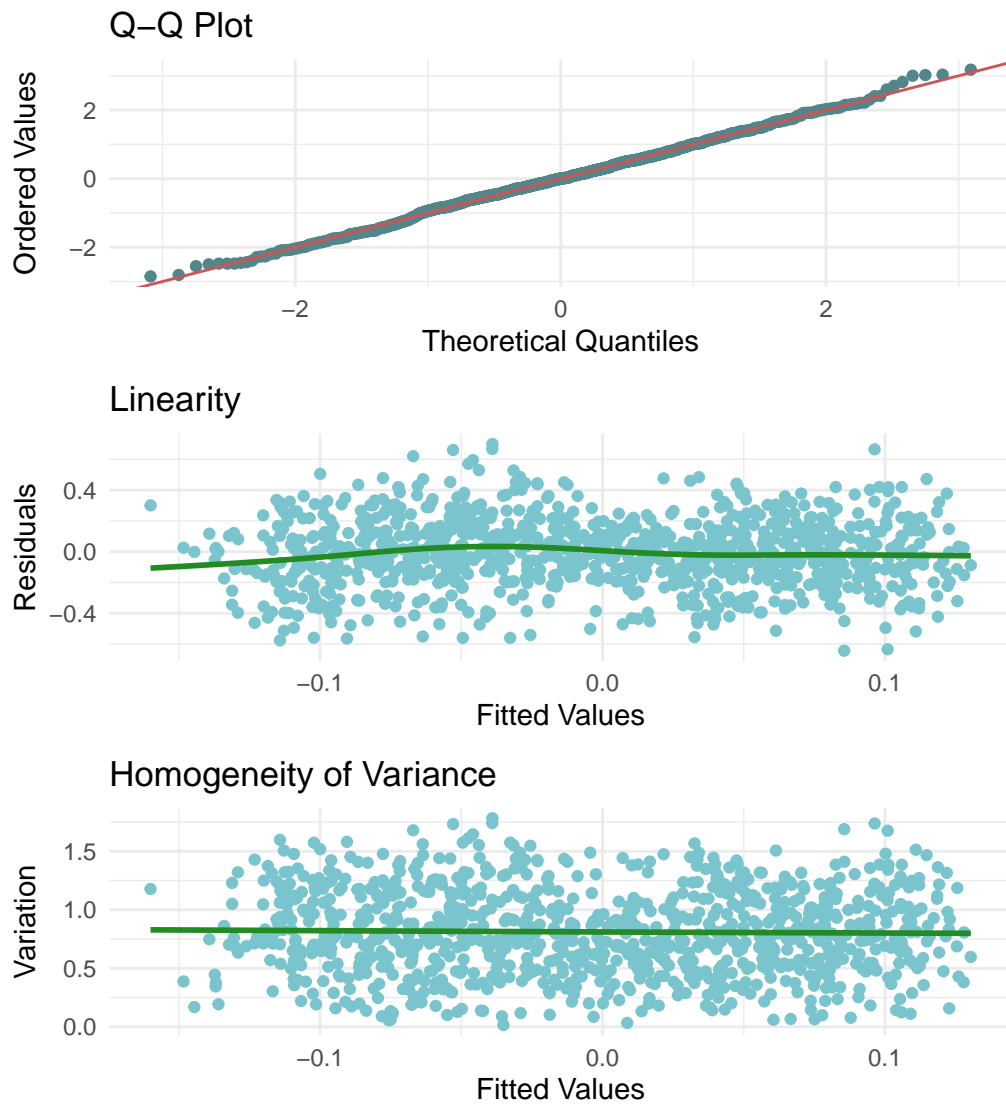 Q−Q Plot
Ordered Values
2
0
−2
−2 0 2
Theoretical Quantiles
Linearity
Residuals
0.4
0.0
−0.4
−0.1 0.0 0.1
Fitted Values
Homogeneity of Variance
Variation
1.5
1.0
0.5
0.0
−0.1 0.0 0.1
Fitted Values